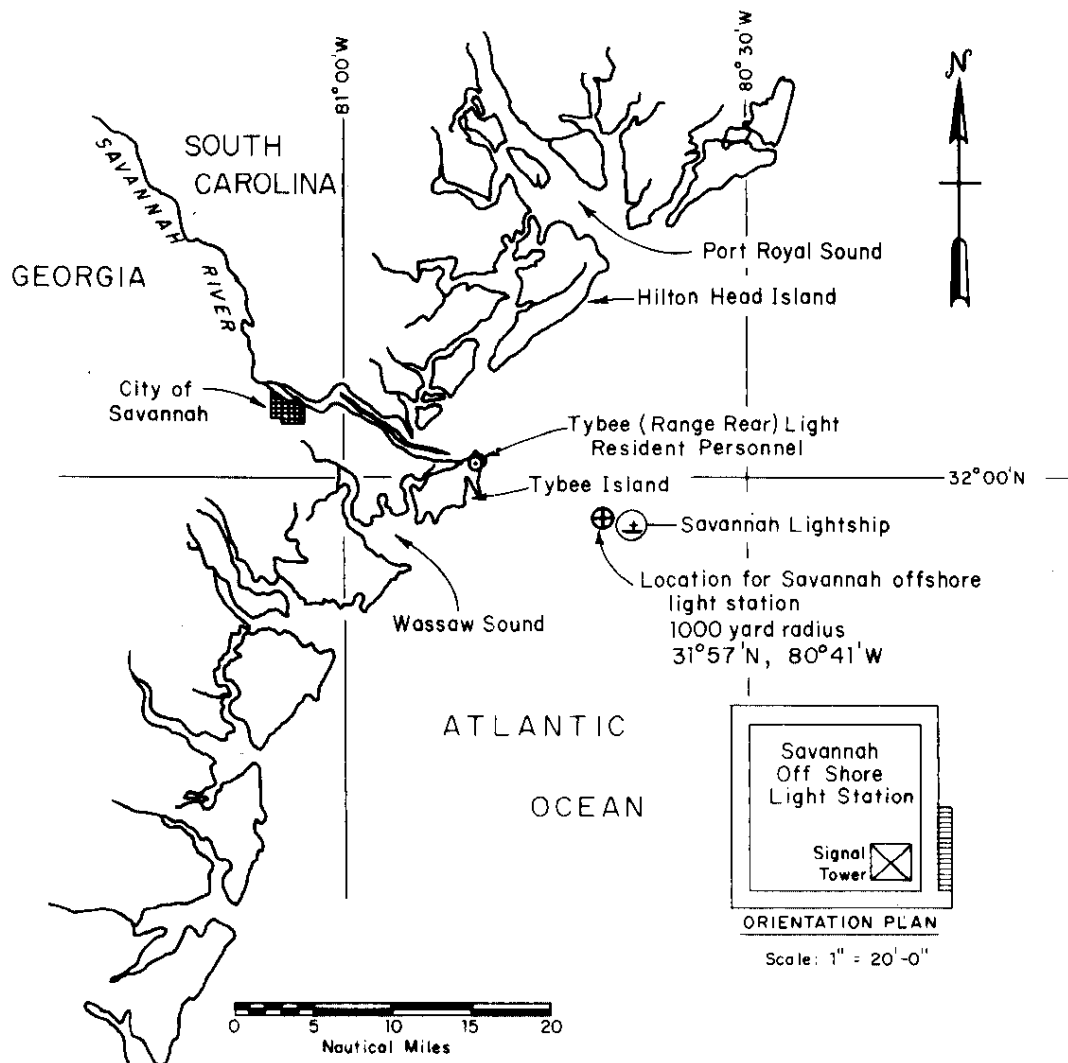 81° 00'W
80° 30'W
N
SOUTH
CAROLINA
SAVANNAH
RIVER
GEORGIA
Port Royal Sound
Hilton Head Island
City of
Savannah
Tybee (Range Rear) Light
Resident Personnel
Tybee Island
32° 00'N
Savannah Lightship
Location for Savannah offshore
light station
1000 yard radius
31°57'N, 80°41'W
Wassaw Sound
ATLANTIC
OCEAN
Savannah
Off Shore
Light Station
Signal
Tower
ORIENTATION PLAN
Scale: 1" = 20'-0"
0 5 10 15 20
Nautical Miles